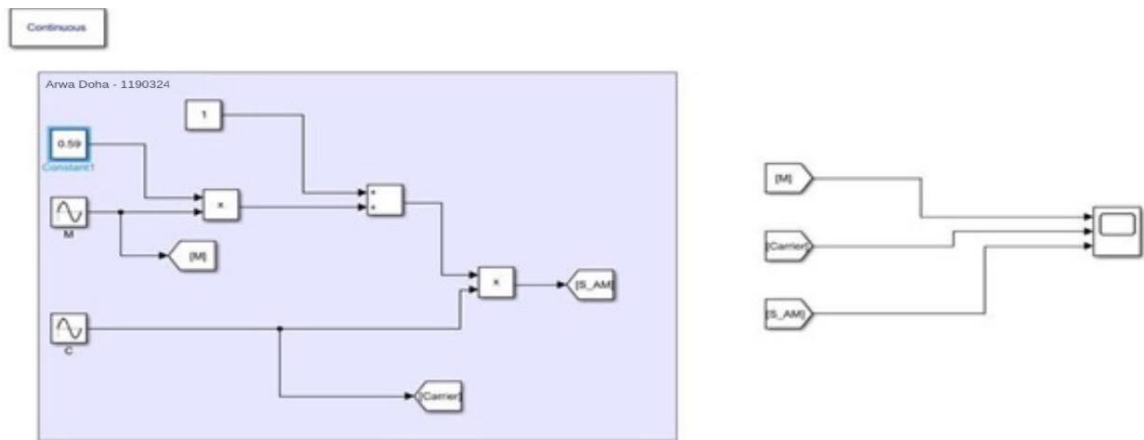 Continuous
Arwa Doha - 1190324
1
0.59
Constant1
×
+
+
M
[M]
×
[S_AM]
C
[Carrier]
[M]
[Carrier]
[S_AM]